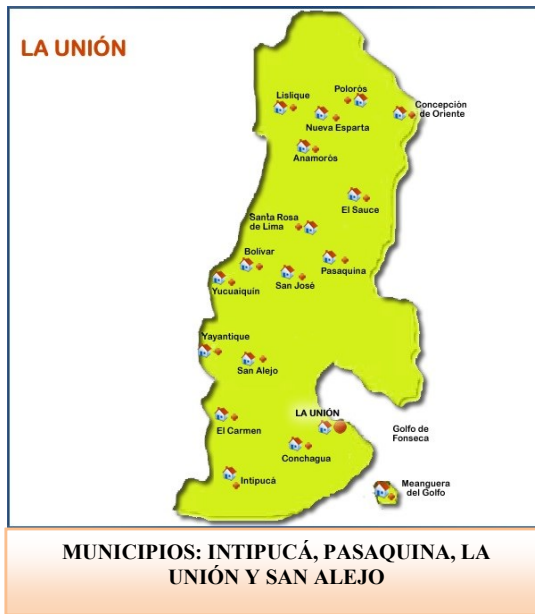 LA UNIÓN
Polorós
Lislique
Concepción
de Oriente
Nueva Esparta
Anamorós
El Sauce
Santa Rosa
de Lima
Bolívar
Pasaquina
San José
Yucuaiquín
Yayantique
San Alejo
LA UNIÓN
El Carmen
Golfo de
Fonseca
Conchagua
Intipucá
Meanguera
del Golfo
MUNICIPIOS: INTIPUCÁ, PASAQUINA, LA
UNIÓN Y SAN ALEJO